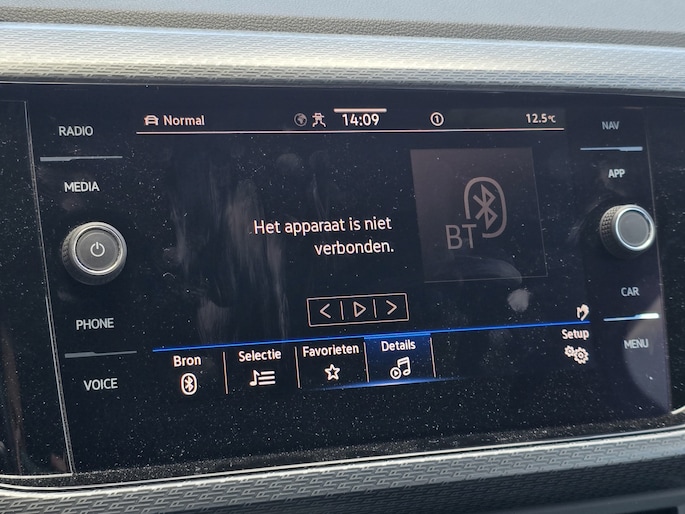 RADIO
MEDIA
PHONE
VOICE
Normal
14:09
1
12.5°C
Het apparaat is niet
verbonden.
BT
Bron
Selectie
Favorieten
Details
Setup
NAV
APP
CAR
MENU